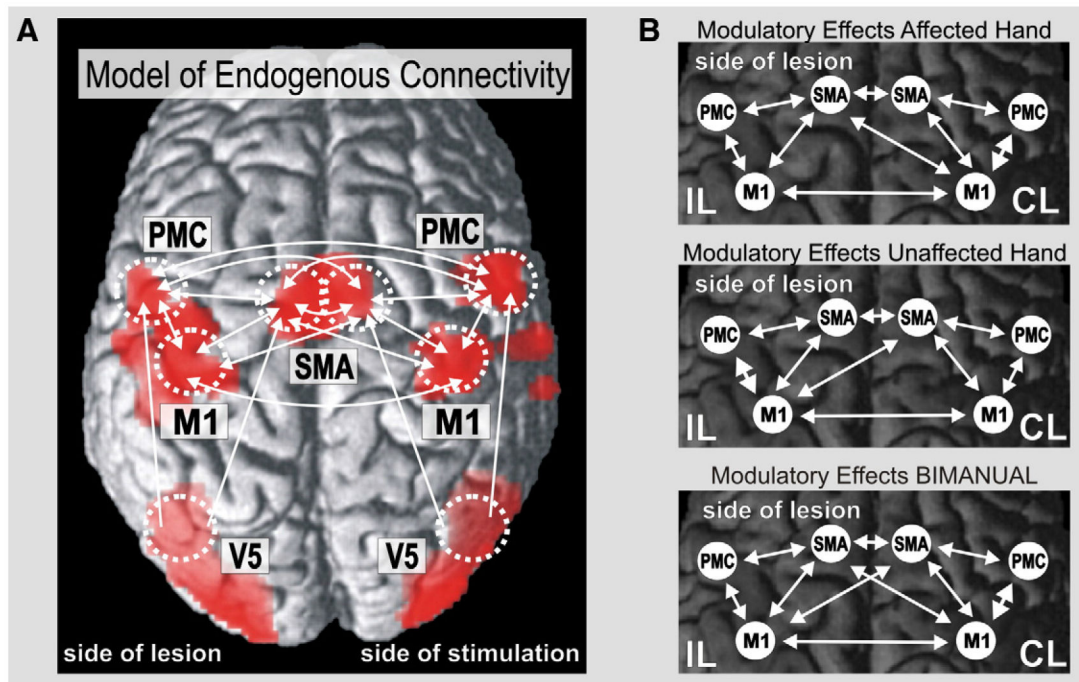 A
Model of Endogenous Connectivity
PMC
PMC
SMA
M1
M1
V5
V5
side of lesion
side of stimulation
B
Modulatory Effects Affected Hand
side of lesion
SMA
SMA
PMC
PMC
M1
M1
IL
CL
Modulatory Effects Unaffected Hand
side of lesion
SMA
SMA
PMC
PMC
M1
M1
IL
CL
Modulatory Effects BIMANUAL
side of lesion
SMA
SMA
PMC
PMC
M1
M1
IL
CL